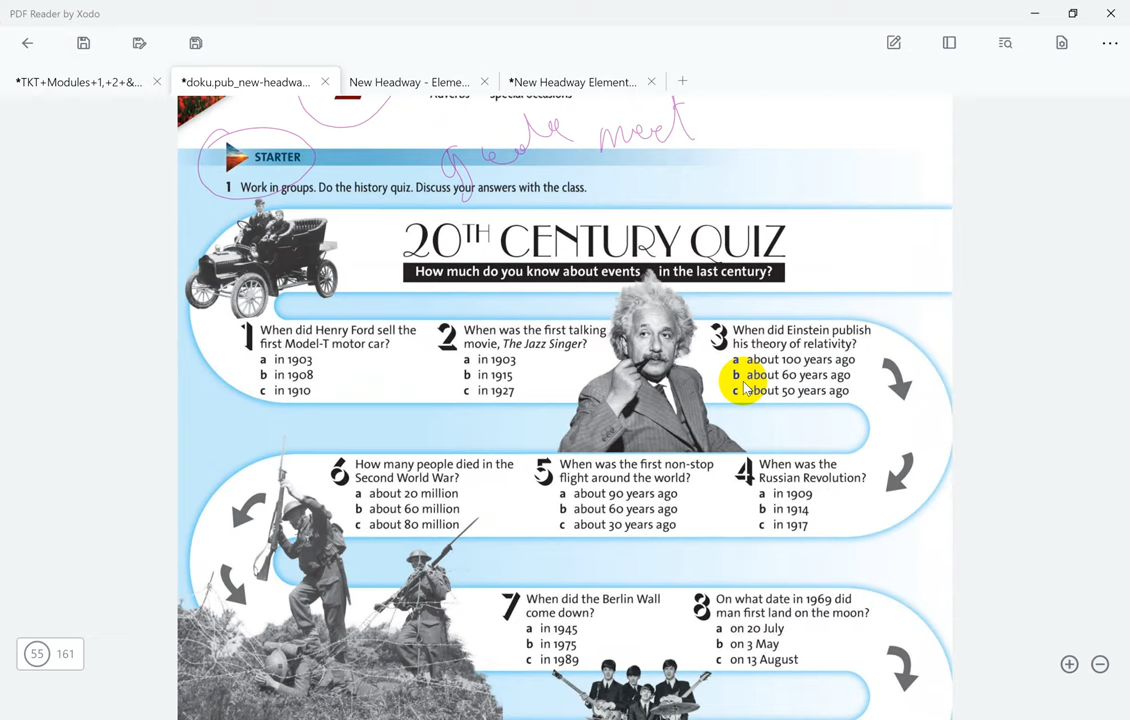 PDF Reader by Xodo
*TKT+Modules+1,+2+&...
*doku.pub_new-headwa...
New Headway - Eleme...
*New Headway Element...
Adverbs Special occasions
meet
STARTER
1 Work in groups. Do the history quiz. Discuss your answers with the class.
20TH CENTURY QUIZ
How much do you know about events in the last century?
1 When did Henry Ford sell the
first Model-T motor car?
a in 1903
b in 1908
c in 1910
2 When was the first talking
movie, The Jazz Singer?
a in 1903
b in 1915
c in 1927
3 When did Einstein publish
his theory of relativity?
a about 100 years ago
b about 60 years ago
c about 50 years ago
6 How many people died in the
Second World War?
a about 20 million
b about 60 million
c about 80 million
5 When was the first non-stop
flight around the world?
a about 90 years ago
b about 60 years ago
c about 30 years ago
4 When was the
Russian Revolution?
a in 1909
b in 1914
c in 1917
7 When did the Berlin Wall
come down?
a in 1945
b in 1975
c in 1989
8 On what date in 1969 did
man first land on the moon?
a on 20 July
b on 3 May
c on 13 August
55 161